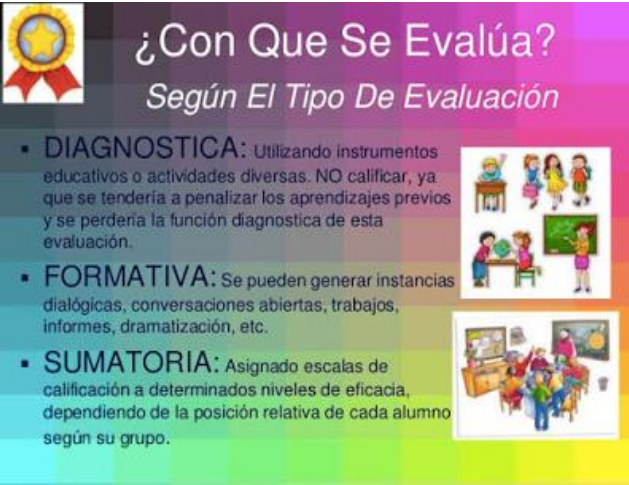 ¿Con Que Se Evalúa?
Según El Tipo De Evaluación
▪ DIAGNOSTICA: Utilizando instrumentos
educativos o actividades diversas. NO calificar, ya
que se tendería a penalizar los aprendizajes previos
y se perdería la función diagnostica de esta
evaluación.
▪ FORMATIVA: Se pueden generar instancias
dialógicas, conversaciones abiertas, trabajos,
informes, dramatización, etc.
▪ SUMATORIA: Asignado escalas de
calificación a determinados niveles de eficacia,
dependiendo de la posición relativa de cada alumno
según su grupo.